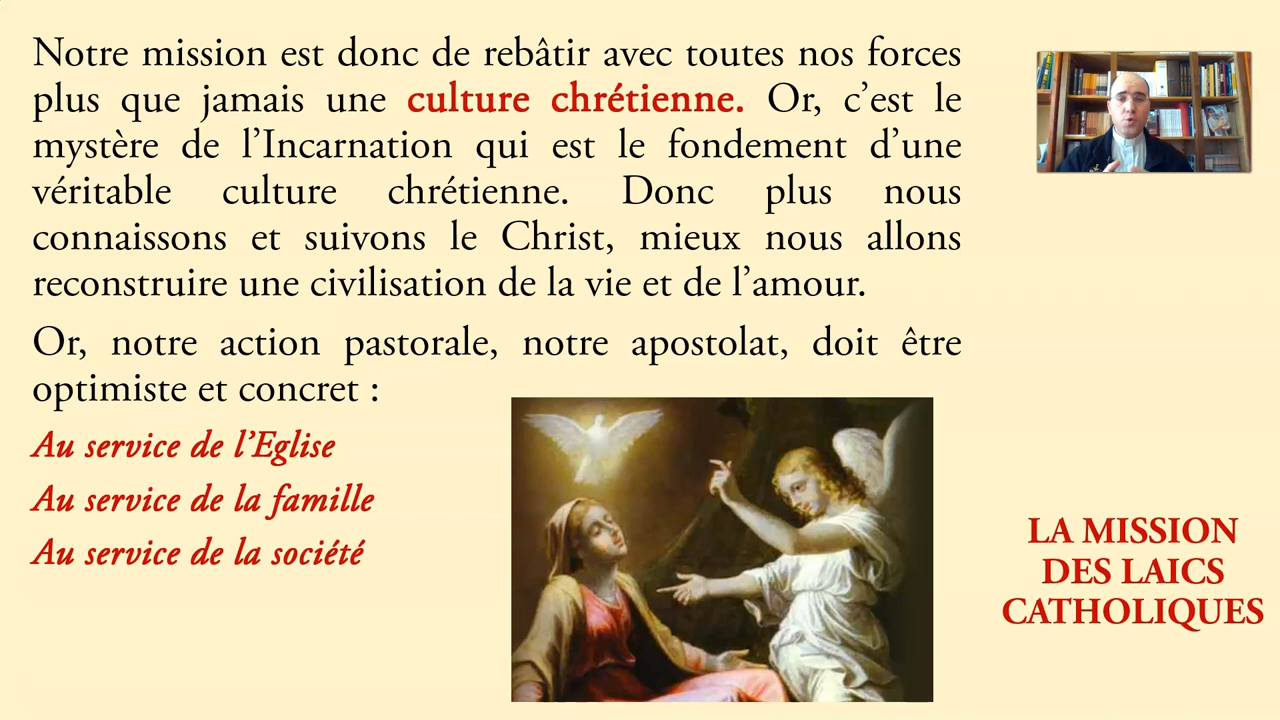 Notre mission est donc de rebâtir avec toutes nos forces
plus que jamais une culture chrétienne. Or, c’est le
mystère de l’Incarnation qui est le fondement d’une
véritable culture chrétienne. Donc plus nous
connaissons et suivons le Christ, mieux nous allons
reconstruire une civilisation de la vie et de l’amour.
Or, notre action pastorale, notre apostolat, doit être
optimiste et concret :
Au service de l’Eglise
Au service de la famille
Au service de la société
LA MISSION
DES LAICS
CATHOLIQUES